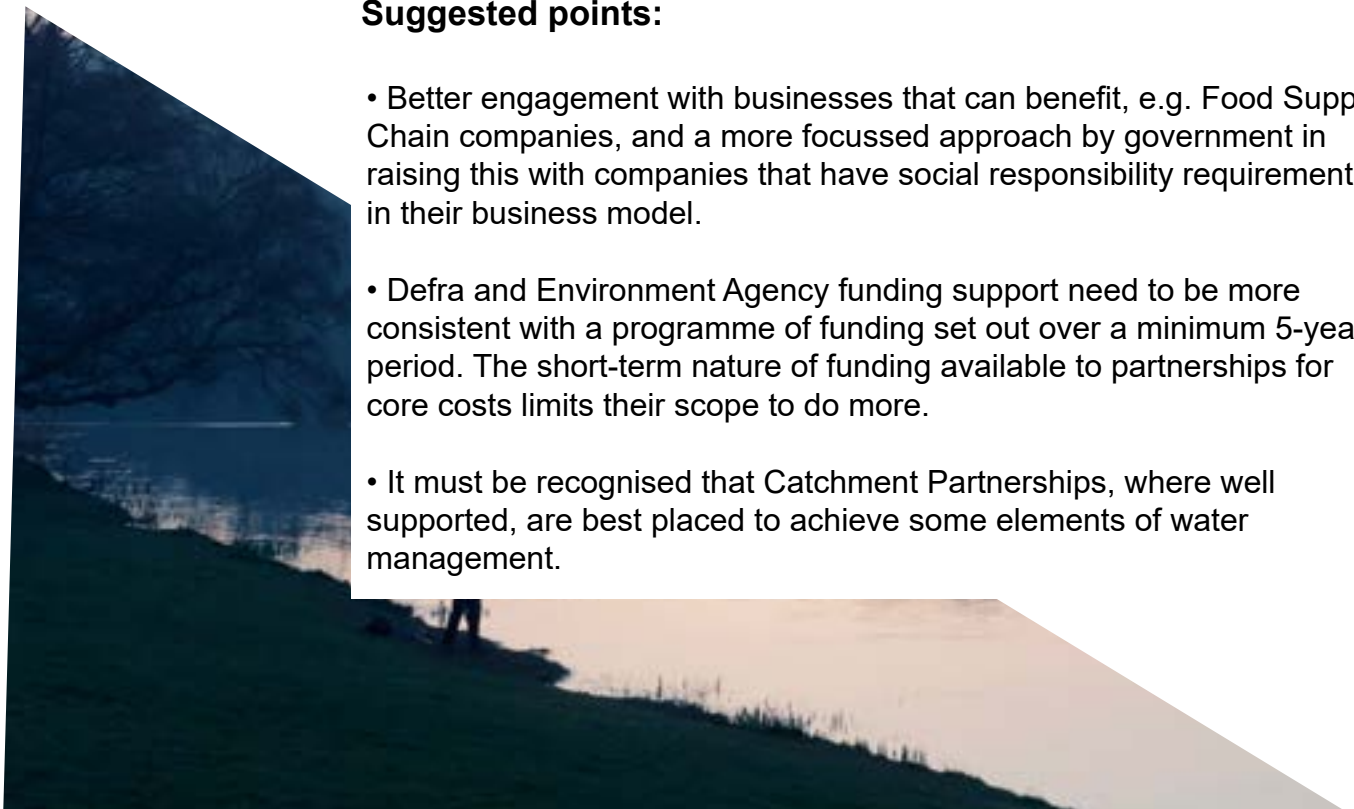 Suggested points:
• Better engagement with businesses that can benefit, e.g. Food
Chain companies, and a more focussed approach by government in
raising this with companies that have social responsibility requirement
in their business model.
• Defra and Environment Agency funding support need to be more
consistent with a programme of funding set out over a minimum
period. The short-term nature of funding available to partnerships for
core costs limits their scope to do more.
• It must be recognised that Catchment Partnerships, where well
supported, are best placed to achieve some elements of water
management.